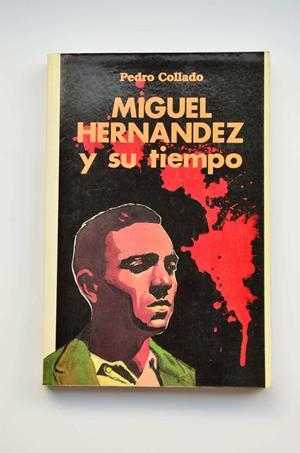 Pedro Collado
MIGUEL
HERNANDEZ
y su tiempo